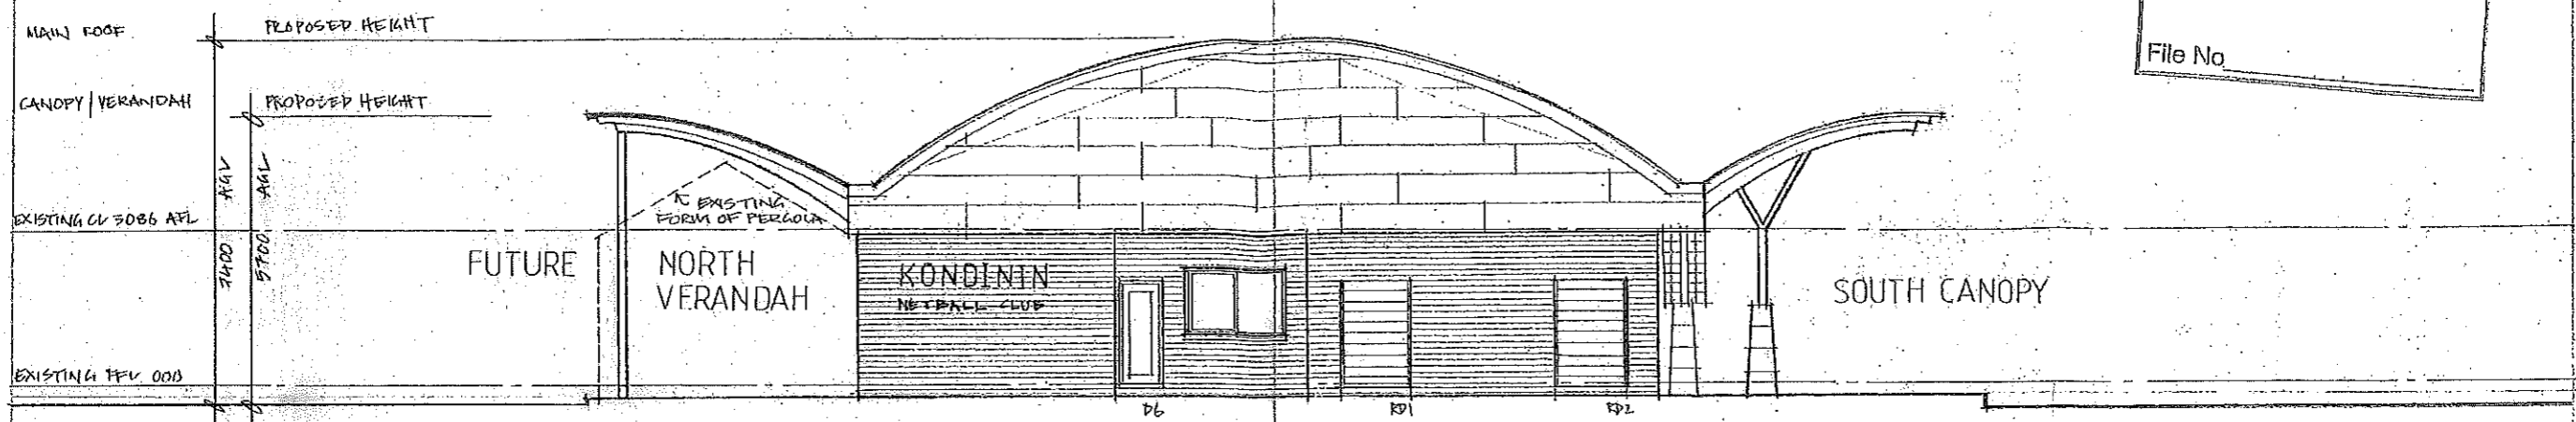 MAIN ROOF
PROPOSED HEIGHT
File No
CANOPY/VERANDAH
PROPOSED HEIGHT
7400 AGL
5700 AGL
EXISTING CL 3086 AFL
EXISTING
FORM OF PERGOLA
FUTURE
NORTH
VERANDAH
KONDININ
NETBALL CLUB
SOUTH CANOPY
EXISTING FFL 000
D6
RD1
RD2